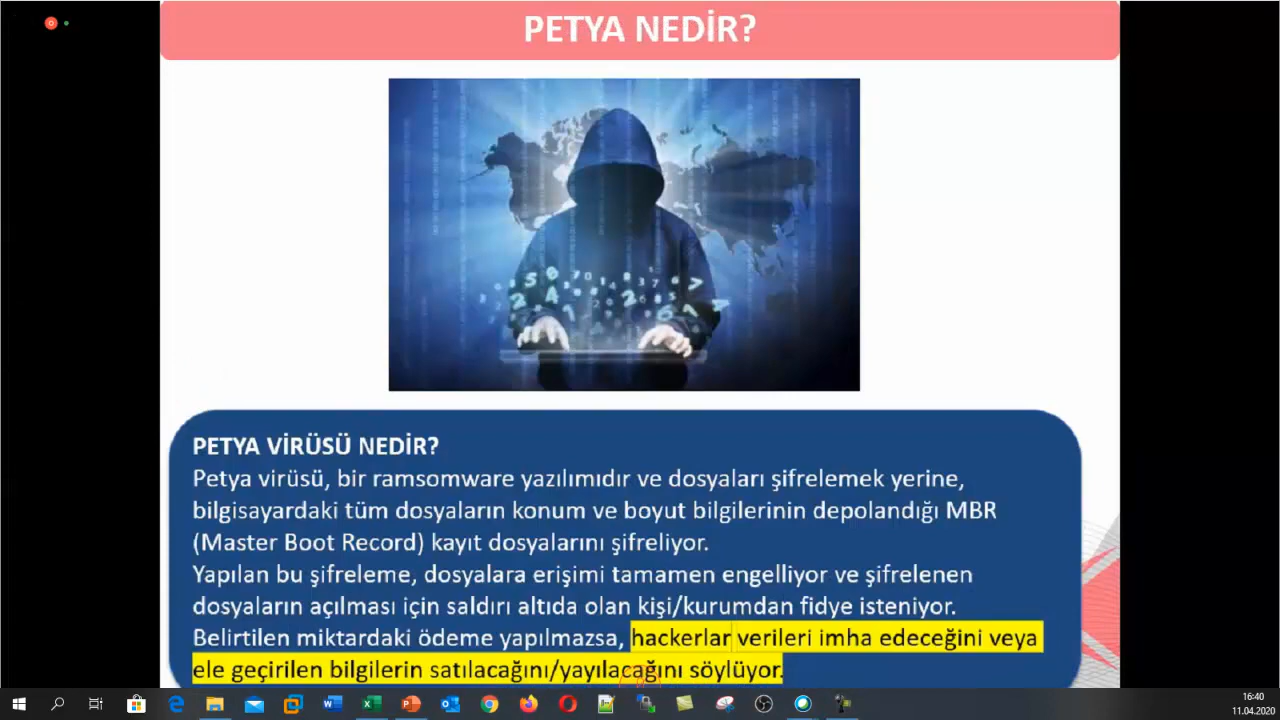 PETYA NEDİR?
PETYA VİRÜSÜ NEDİR?
Petya virüsü, bir ramsomware yazılımıdır ve dosyaları şifrelemek yerine,
bilgisayardaki tüm dosyaların konum ve boyut bilgilerinin depolandığı MBR
(Master Boot Record) kayıt dosyalarını şifreliyor.
Yapılan bu şifreleme, dosyalara erişimi tamamen engelliyor ve şifrelenen
dosyaların açılması için saldırı altıda olan kişi/kurumdan fidye isteniyor.
Belirtilen miktardaki ödeme yapılmazsa, hackerlar verileri imha edeceğini veya
ele geçirilen bilgilerin satılacağını/yayılacağını söylüyor.
16:40
11.04.2020